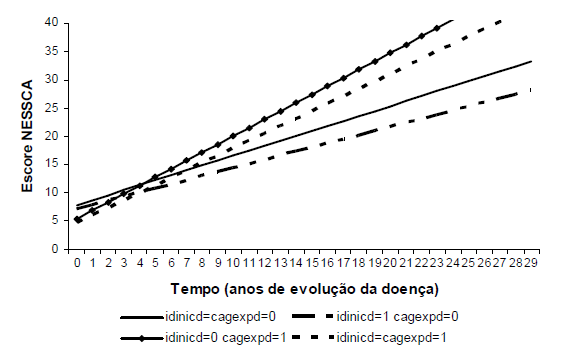 40
35
30
25
20
15
10
5
0
Escore NESSCA
0 1 2 3 4 5 6 7 8 9 10 11 12 13 14 15 16 17 18 19 20 21 22 23 24 25 26 27 28 29
Tempo (anos de evolução da doença)
idinicd=cagexpd=0 idinicd=1 cagexpd=0
idinicd=0 cagexpd=1 idinicd=cagexpd=1